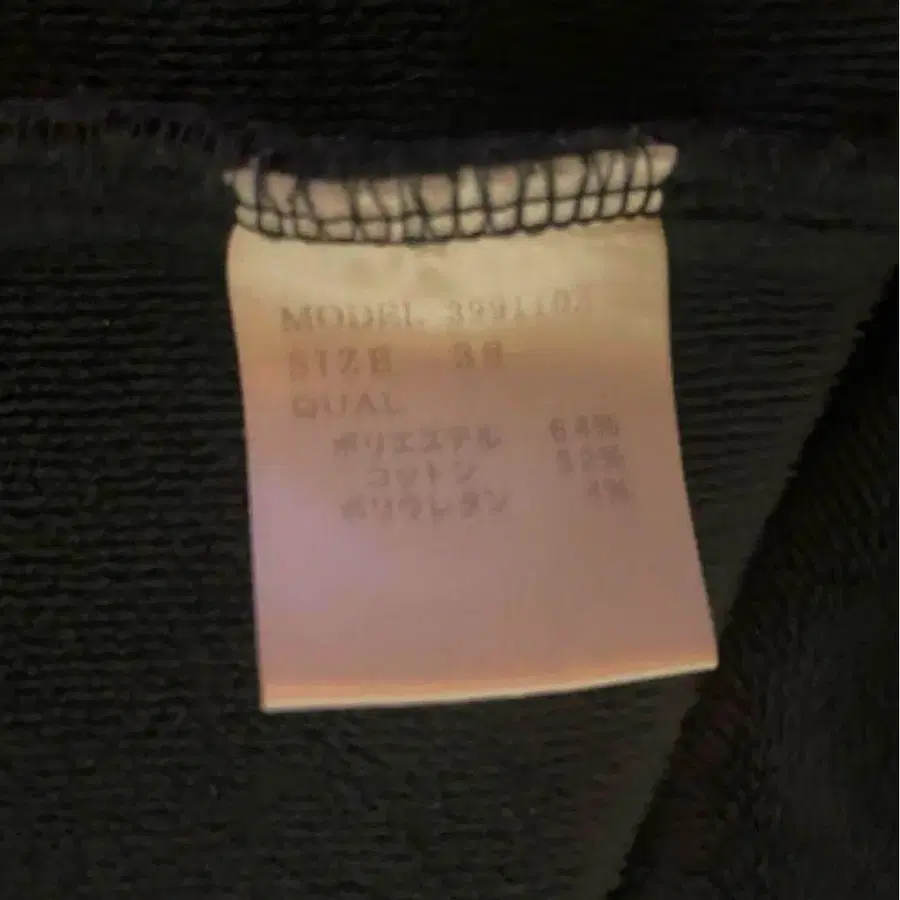 MODEL 3991102
SIZE 38
QUAL
ポリエステル 64%
コットン 32%
ポリウレタン 4%